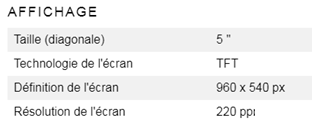 AFFICHAGE
Taille (diagonale) 5 "
Technologie de l'écran TFT
Définition de l'écran 960 x 540 px
Résolution de l'écran 220 ppi